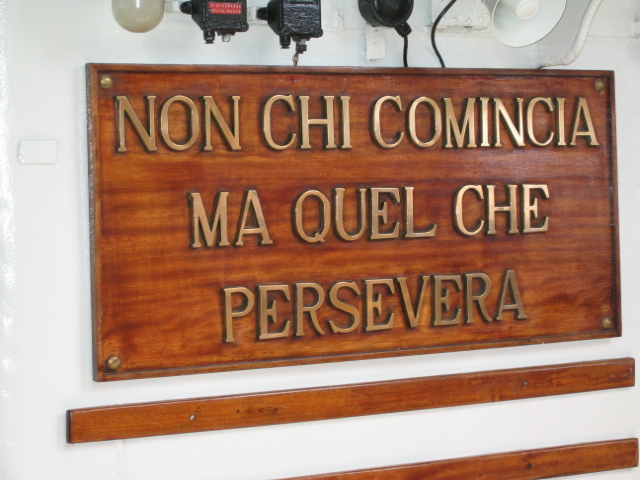 NON CHI COMINCIA
MA QUEL CHE
PERSEVERA